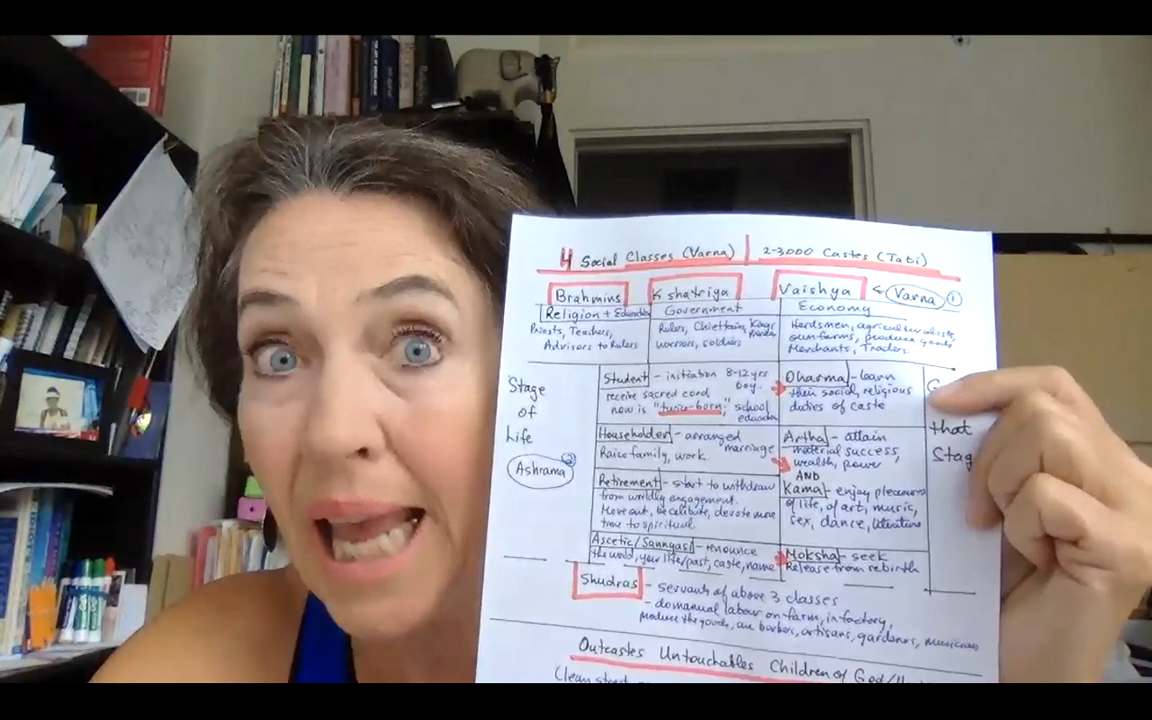 4 Social Classes (Varna) | 2-3000 Castes (Jati)
Brahmins Kshatriya Vaishya ← Varna 1
Religion + Government Economy
Priests, Teachers,
Advisors to Rulers
Rulers, Chieftain, Kings
Warriors, soldiers
Herdsmen, agriculturalists,
own farms, produce goods
Merchants, Traders
Stage
of
Life
Ashrama 2
Student - initiation 8-12 yrs
boy.
receive sacred cord
now is "twice-born," school
Dharma - learn
their social, religious
duties of caste
Householder - arranged
marriage
Raise family, work.
Artha - attain
material success,
wealth, power
AND
Kama - enjoy pleasures
of life, of art, music,
sex, dance, literature
Retirement - start to withdraw
from worldly engagement.
Move out, be celibate, devote more
time to spiritual.
Ascetic/Sannyasi - renounce
the world, your life/past, caste, name
Moksha - seek
Release from rebirth
that
Shudras - servants of above 3 classes
- do manual labour on farm, in factory,
produce the goods, are barbers, artisans, gardeners, musicians
Outcastes Untouchables Children of God/
(Clean